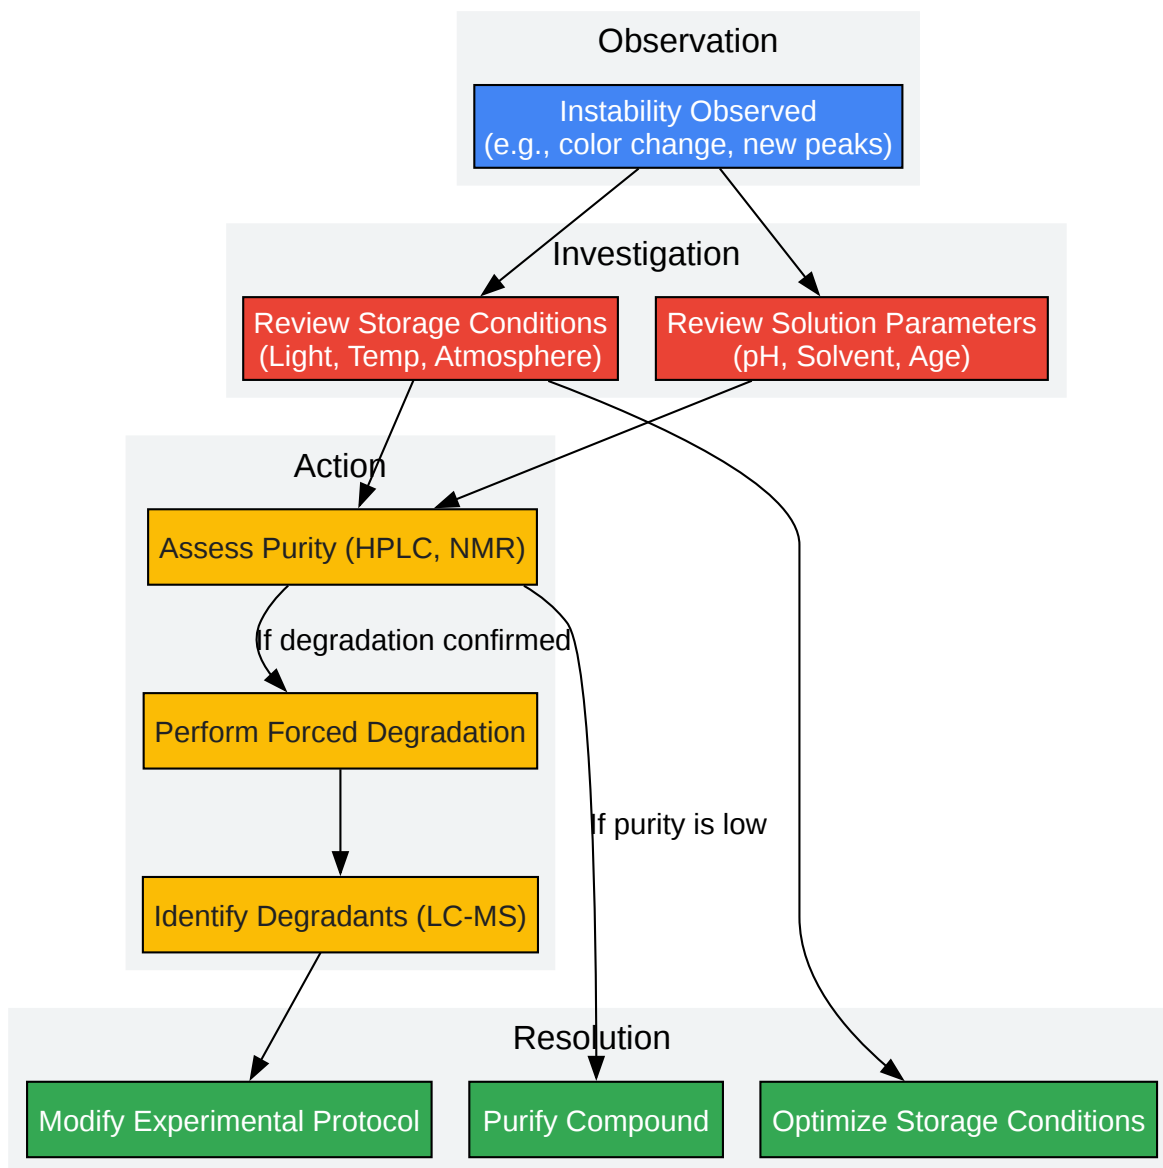 Observation
Instability Observed
(e.g., color change, new peaks)
Investigation
Review Storage Conditions
(Light, Temp, Atmosphere)
Review Solution Parameters
(pH, Solvent, Age)
Action
Assess Purity (HPLC, NMR)
If degradation confirmed
Perform Forced Degradation
If purity is low
Identify Degradants (LC-MS)
Resolution
Modify Experimental Protocol
Purify Compound
Optimize Storage Conditions